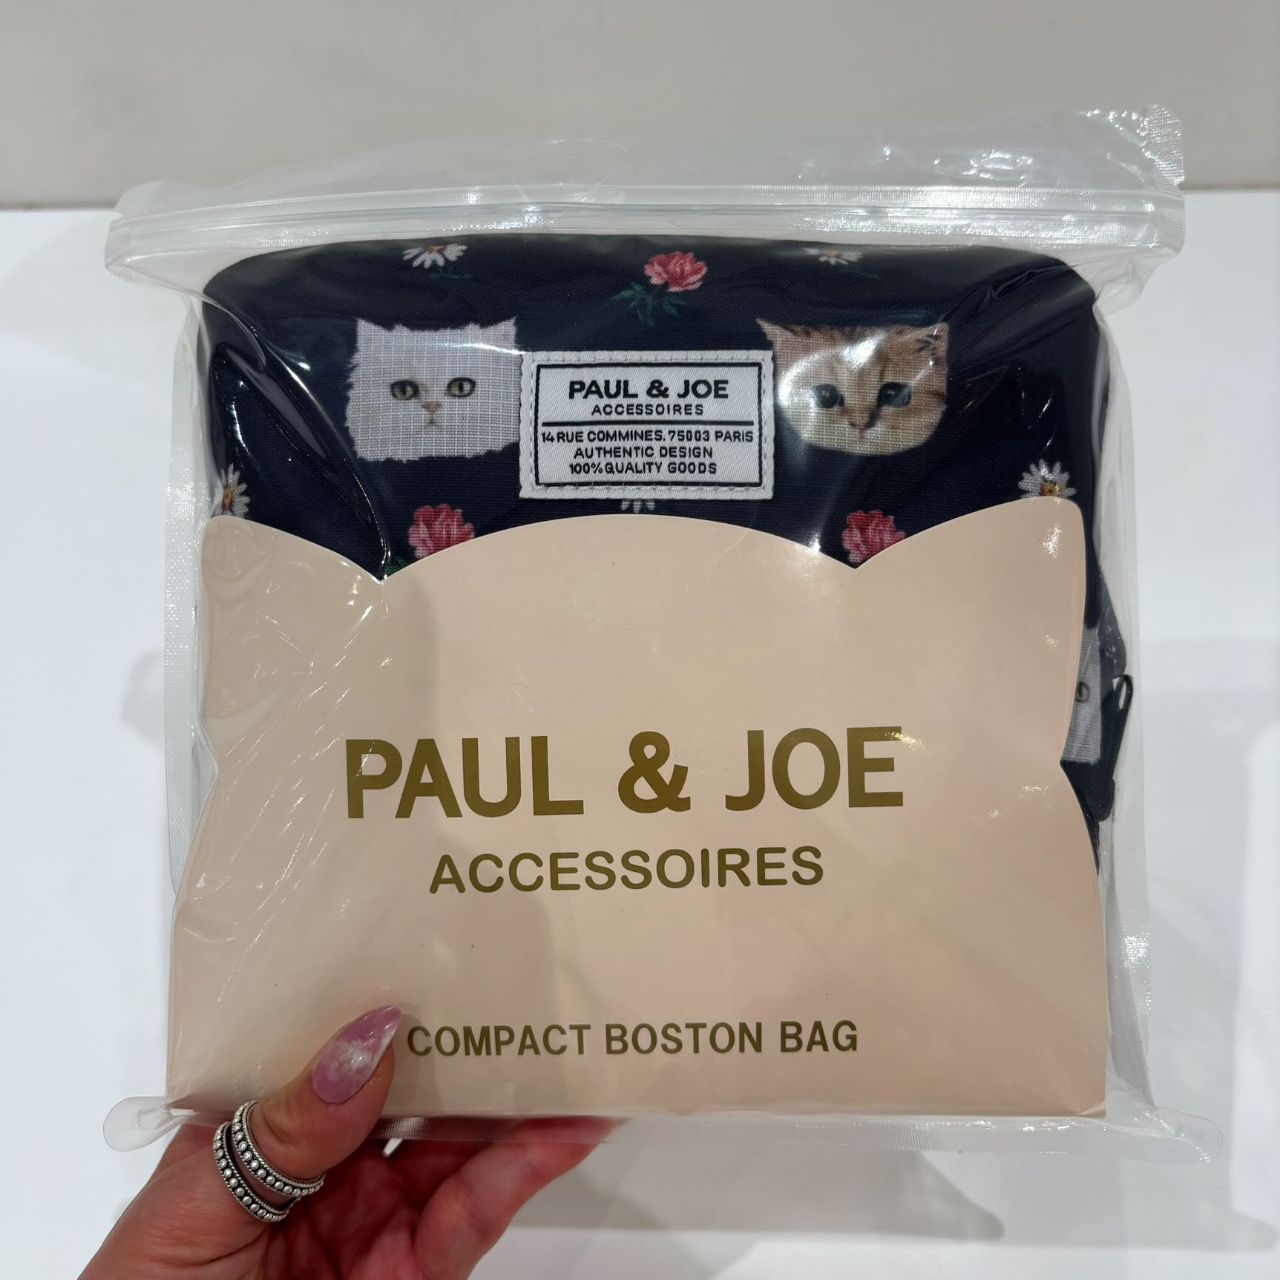 PAUL & JOE
ACCESSOIRES
14 RUE COMMINES. 75003 PARIS
AUTHENTIC DESIGN
100% QUALITY GOODS
PAUL & JOE
ACCESSOIRES
COMPACT BOSTON BAG